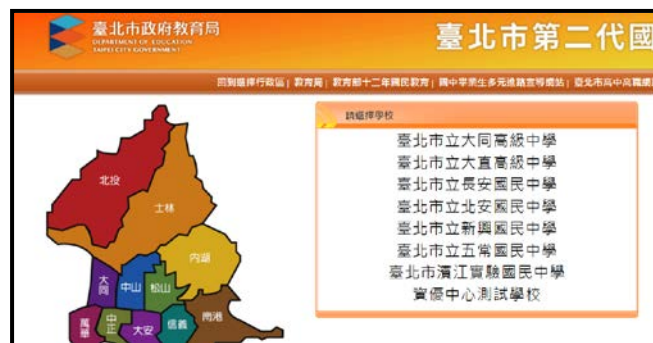 臺北市政府教育局
DEPARTMENT OF EDUCATION
TAIPEI CITY GOVERNMENT
臺北市第二代國
回到選擇行政區 | 教育局 | 教育部十二年國民教育 | 國中畢業生多元進路宣導網站 | 臺北市高中高職網
請選擇學校
臺北市立大同高級中學
臺北市立大直高級中學
臺北市立長安國民中學
臺北市立北安國民中學
臺北市立新興國民中學
臺北市立五常國民中學
臺北市濱江實驗國民中學
資優中心測試學校
北投
士林
內湖
大同
中山
松山
萬華
中正
大安
信義
南港